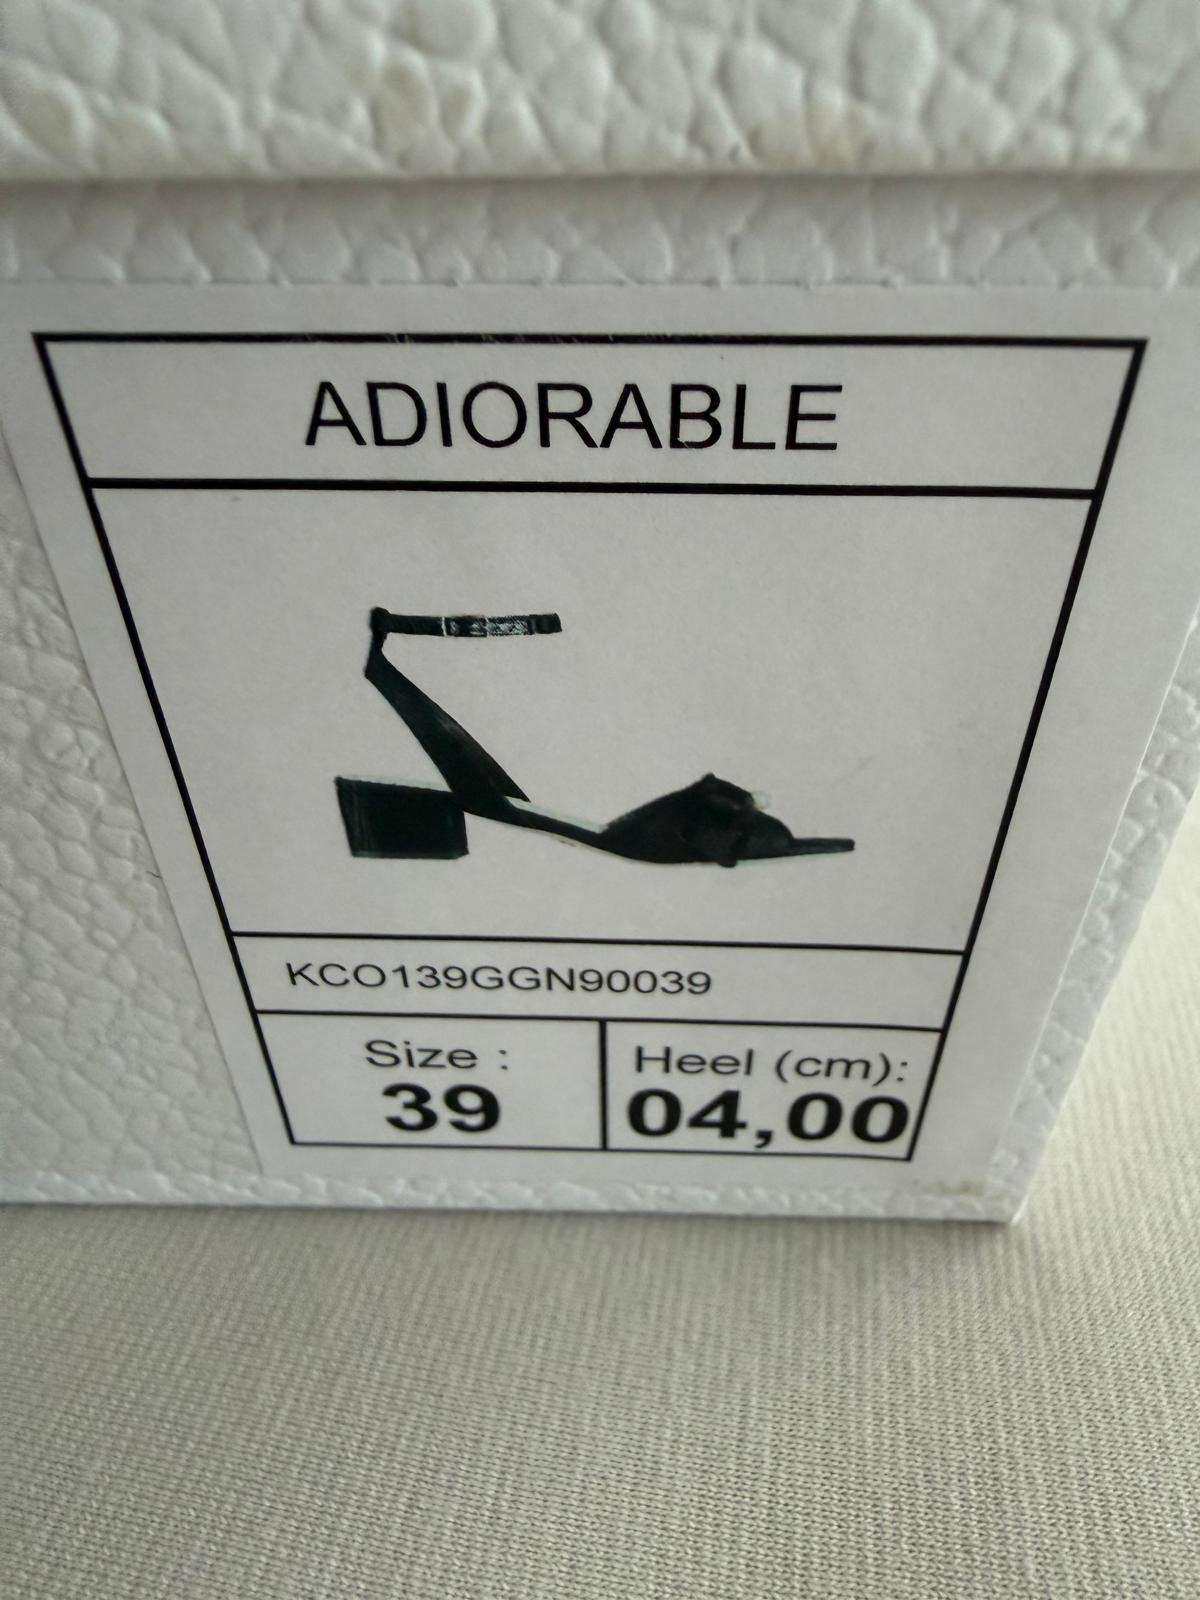 ADIORABLE
KCO139GGN90039
Size :
39
Heel (cm):
04,00